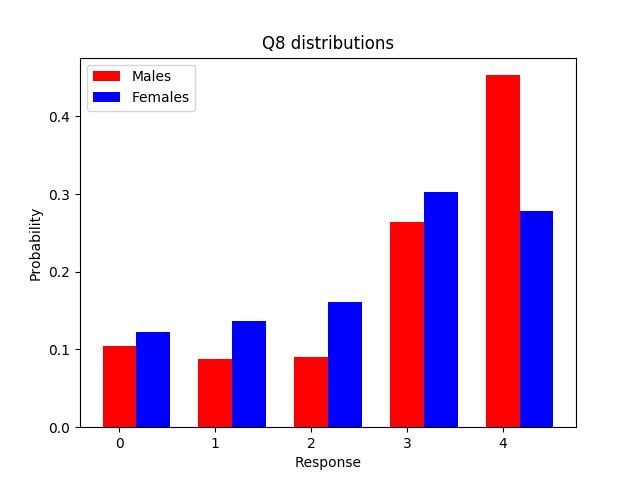 Q8 distributions
Males
Females
Probability
0.4
0.3
0.2
0.1
0.0
0 1 2 3 4
Response